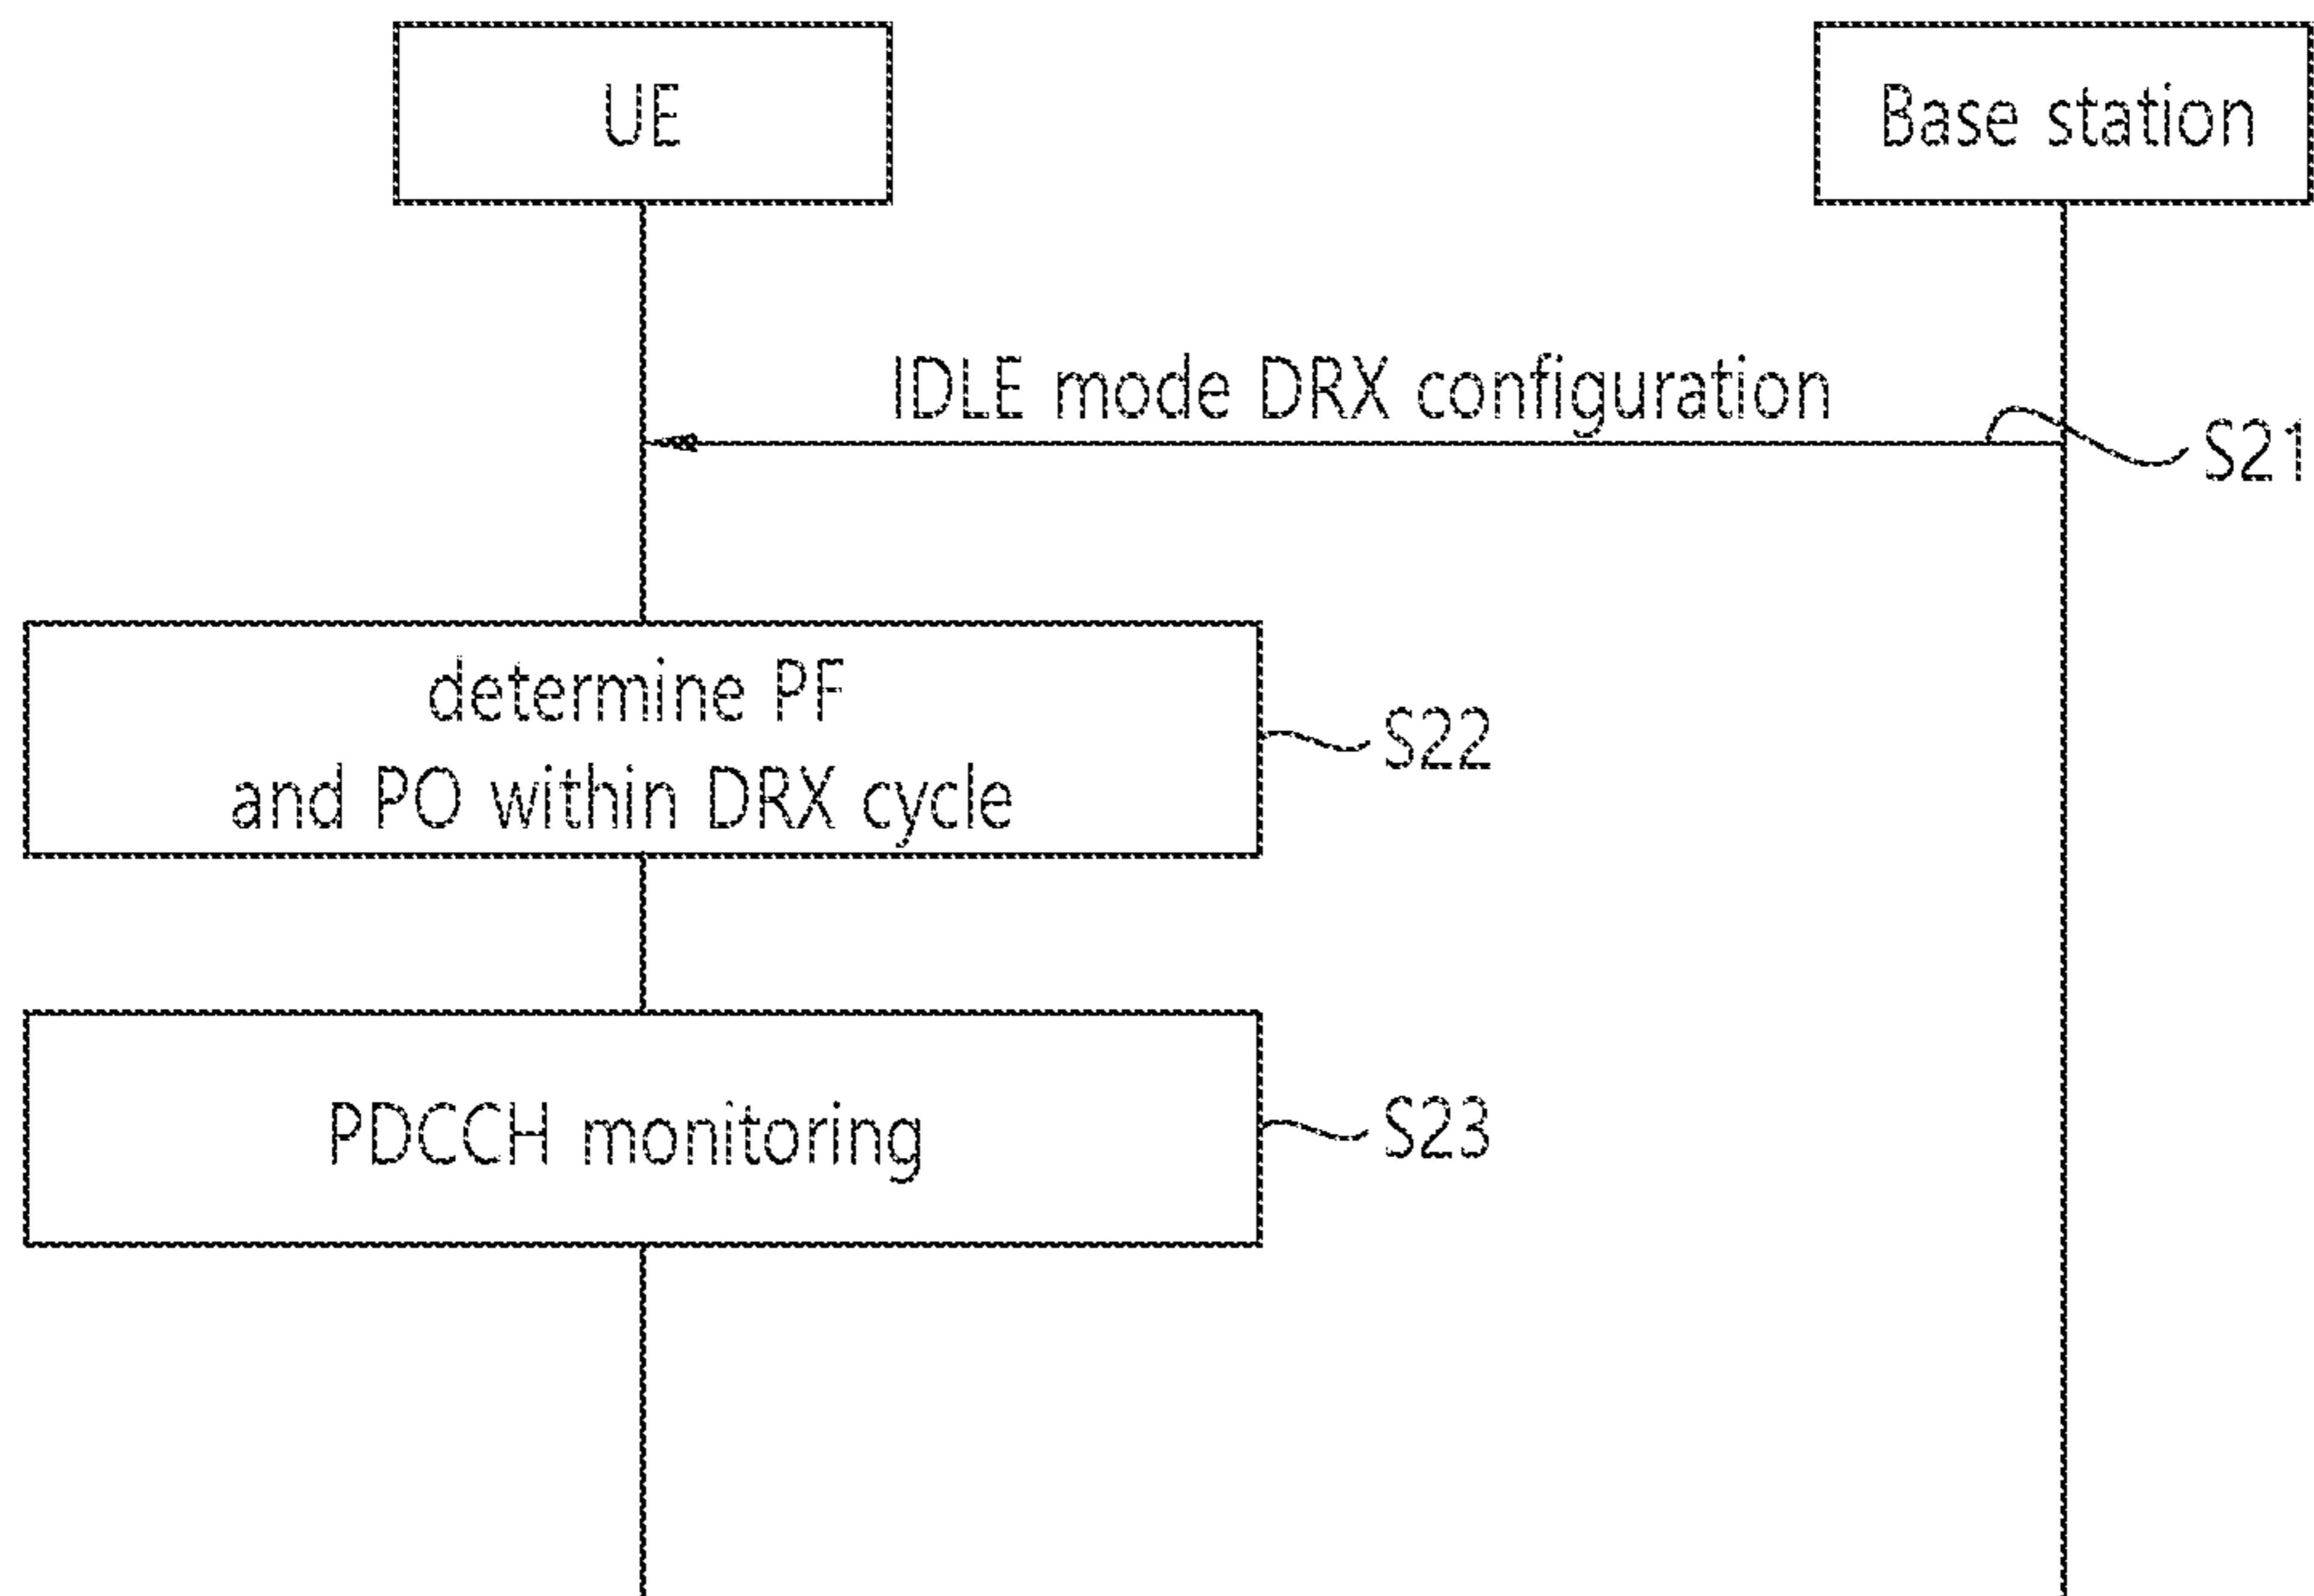 UE
Base station
IDLE mode DRX configuration
S21
determine PF
and PO within DRX cycle
S22
PDCCH monitoring
S23